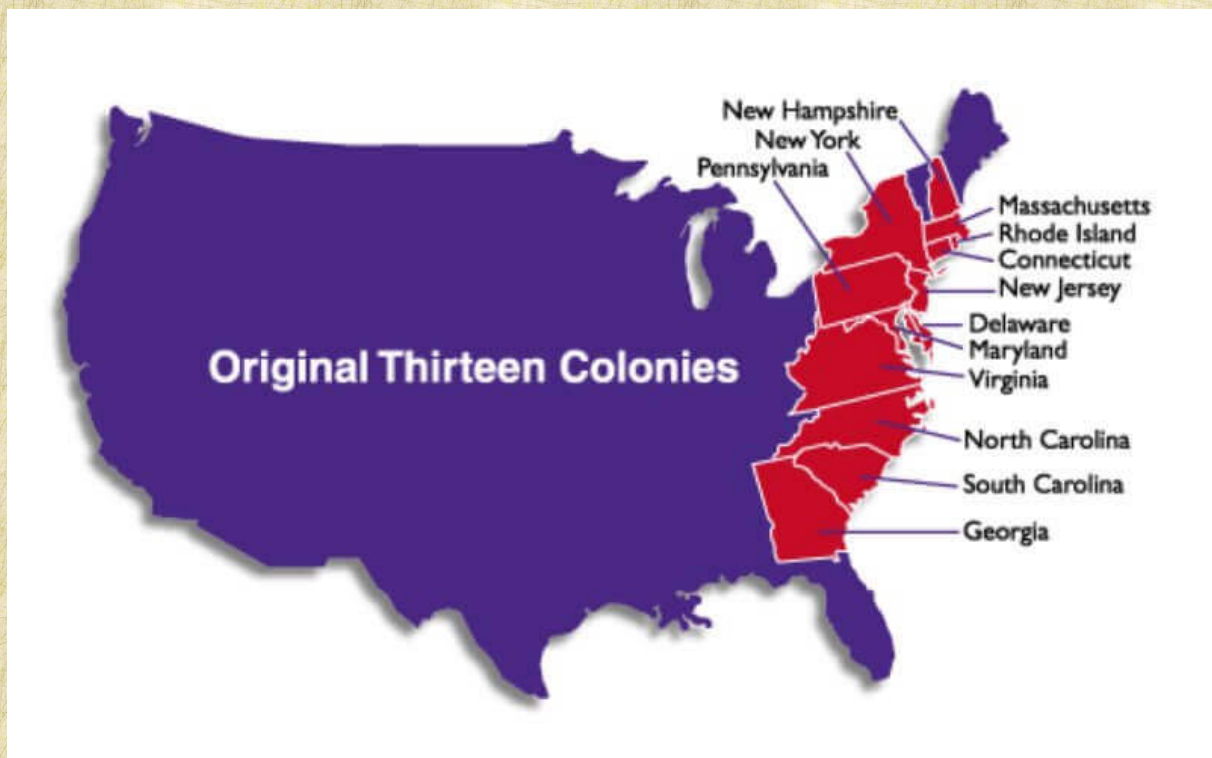 New Hampshire
New York
Pennsylvania
Massachusetts
Rhode Island
Connecticut
New Jersey
Delaware
Maryland
Virginia
Original Thirteen Colonies
North Carolina
South Carolina
Georgia